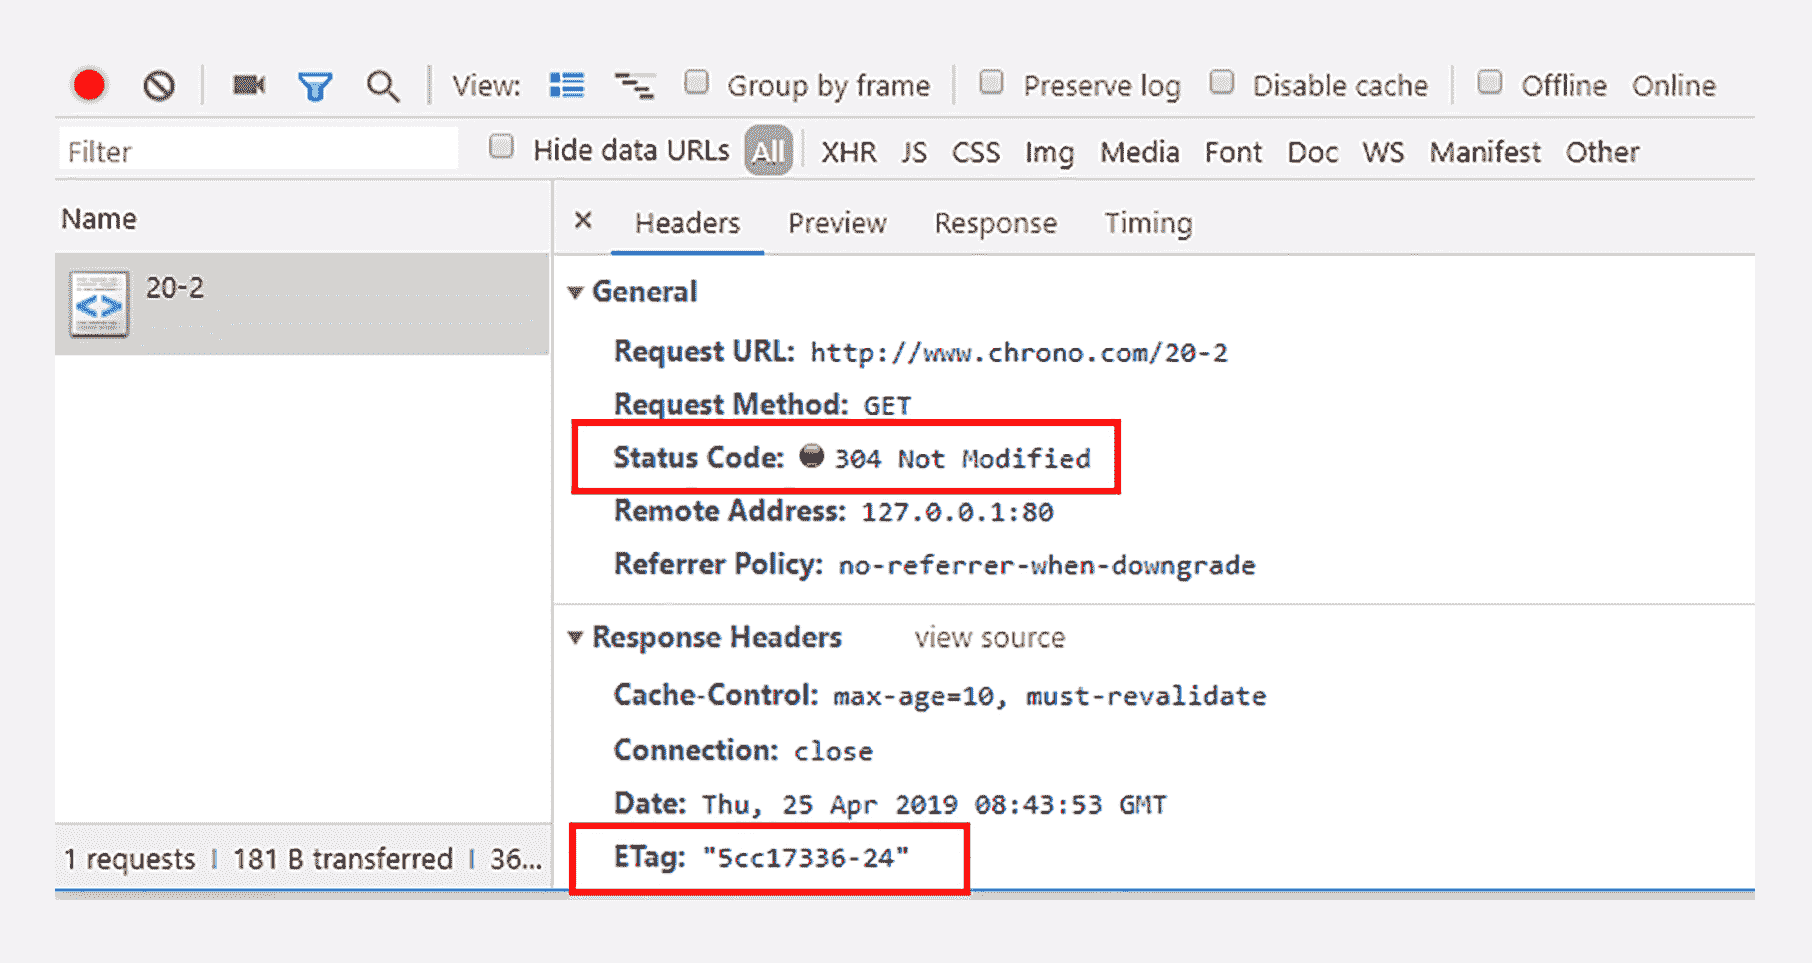 View: Group by frame Preserve log Disable cache Offline Online
Filter Hide data URLs All XHR JS CSS Img Media Font Doc WS Manifest Other
Name
20-2
1 requests | 181 B transferred | 36...
× Headers Preview Response Timing
▼ General
Request URL: http://www.chrono.com/20-2
Request Method: GET
Status Code: 304 Not Modified
Remote Address: 127.0.0.1:80
Referrer Policy: no-referrer-when-downgrade
▼ Response Headers view source
Cache-Control: max-age=10, must-revalidate
Connection: close
Date: Thu, 25 Apr 2019 08:43:53 GMT
ETag: "5cc17336-24"